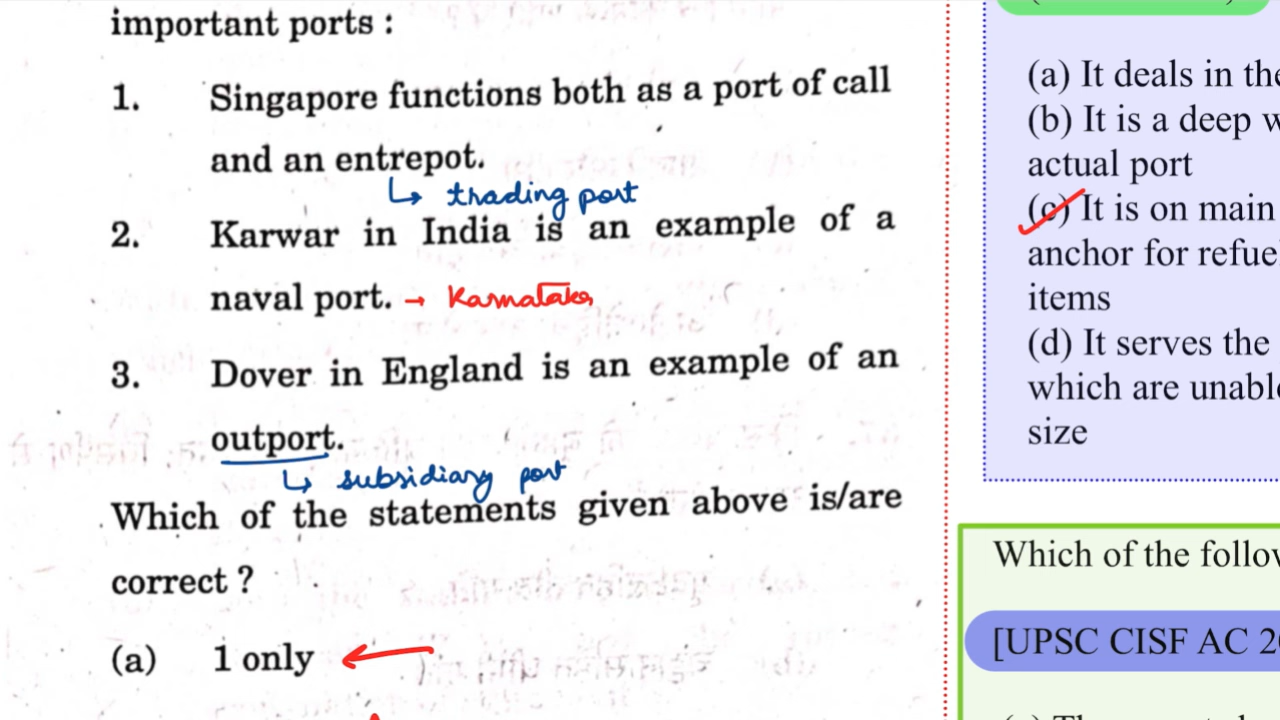 important ports :
1. Singapore functions both as a port of call
and an entrepot.
↳ trading port
2. Karwar in India is an example of a
naval port. → Karnataka
3. Dover in England is an example of an
outport.
↳ subsidiary port
Which of the statements given above is/are
correct ?
(a) 1 only
(a) It deals in the
(b) It is a deep w
actual port
(c) It is on main
anchor for refue
items
(d) It serves the
which are unable
size
Which of the follow
[UPSC CISF AC 20